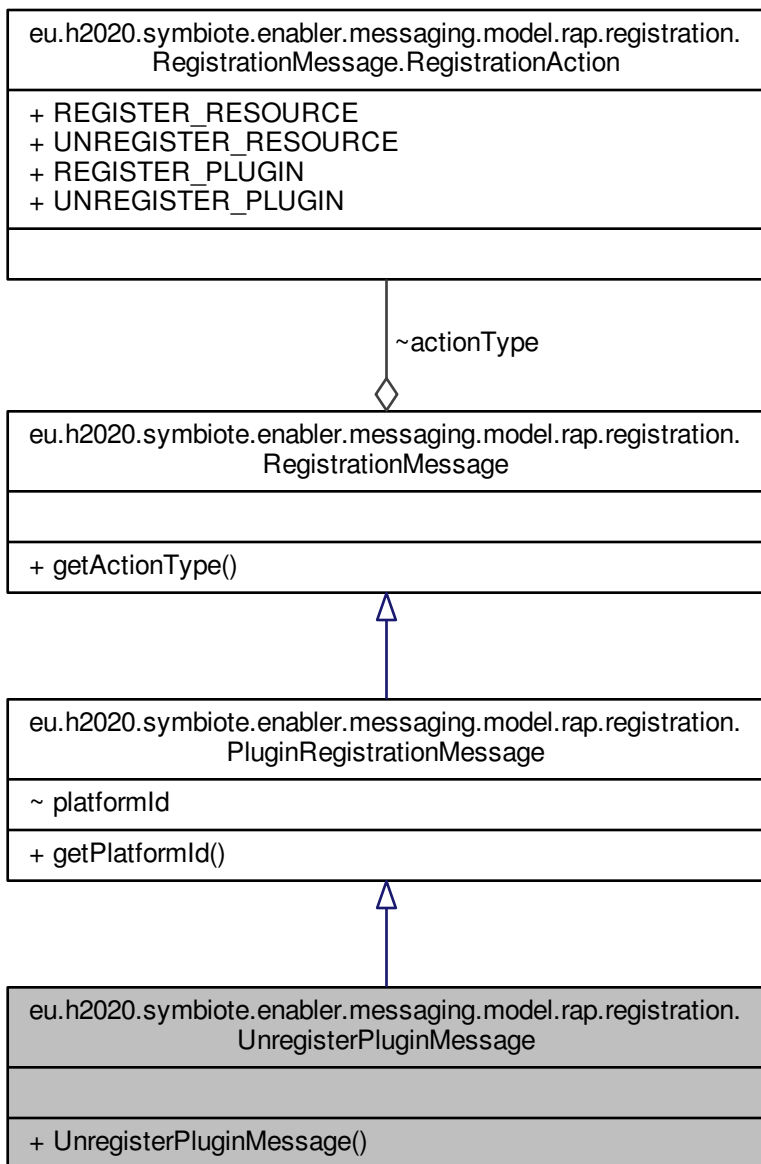 eu.h2020.symbiote.enabler.messaging.model.rap.registration.
RegistrationMessage.RegistrationAction
+ REGISTER_RESOURCE
+ UNREGISTER_RESOURCE
+ REGISTER_PLUGIN
+ UNREGISTER_PLUGIN
~actionType
eu.h2020.symbiote.enabler.messaging.model.rap.registration.
RegistrationMessage
+ getActionType()
eu.h2020.symbiote.enabler.messaging.model.rap.registration.
PluginRegistrationMessage
~ platformId
+ getPlatformId()
eu.h2020.symbiote.enabler.messaging.model.rap.registration.
UnregisterPluginMessage
+ UnregisterPluginMessage()